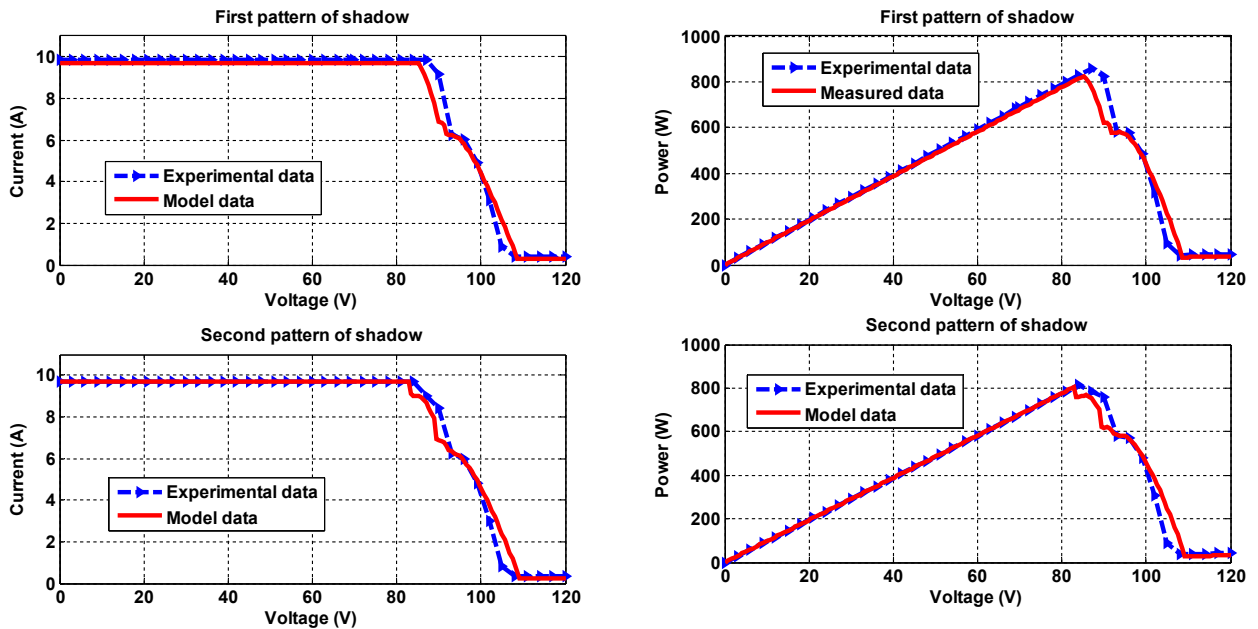 First pattern of shadow
Current (A)
10
8
6
4
2
0
Experimental data
Model data
0 20 40 60 80 100 120
Voltage (V)
First pattern of shadow
Power (W)
1000
800
600
400
200
0
Experimental data
Measured data
0 20 40 60 80 100 120
Voltage (V)
Second pattern of shadow
Current (A)
10
8
6
4
2
0
Experimental data
Model data
0 20 40 60 80 100 120
Voltage (V)
Second pattern of shadow
Power (W)
1000
800
600
400
200
0
Experimental data
Model data
0 20 40 60 80 100 120
Voltage (V)